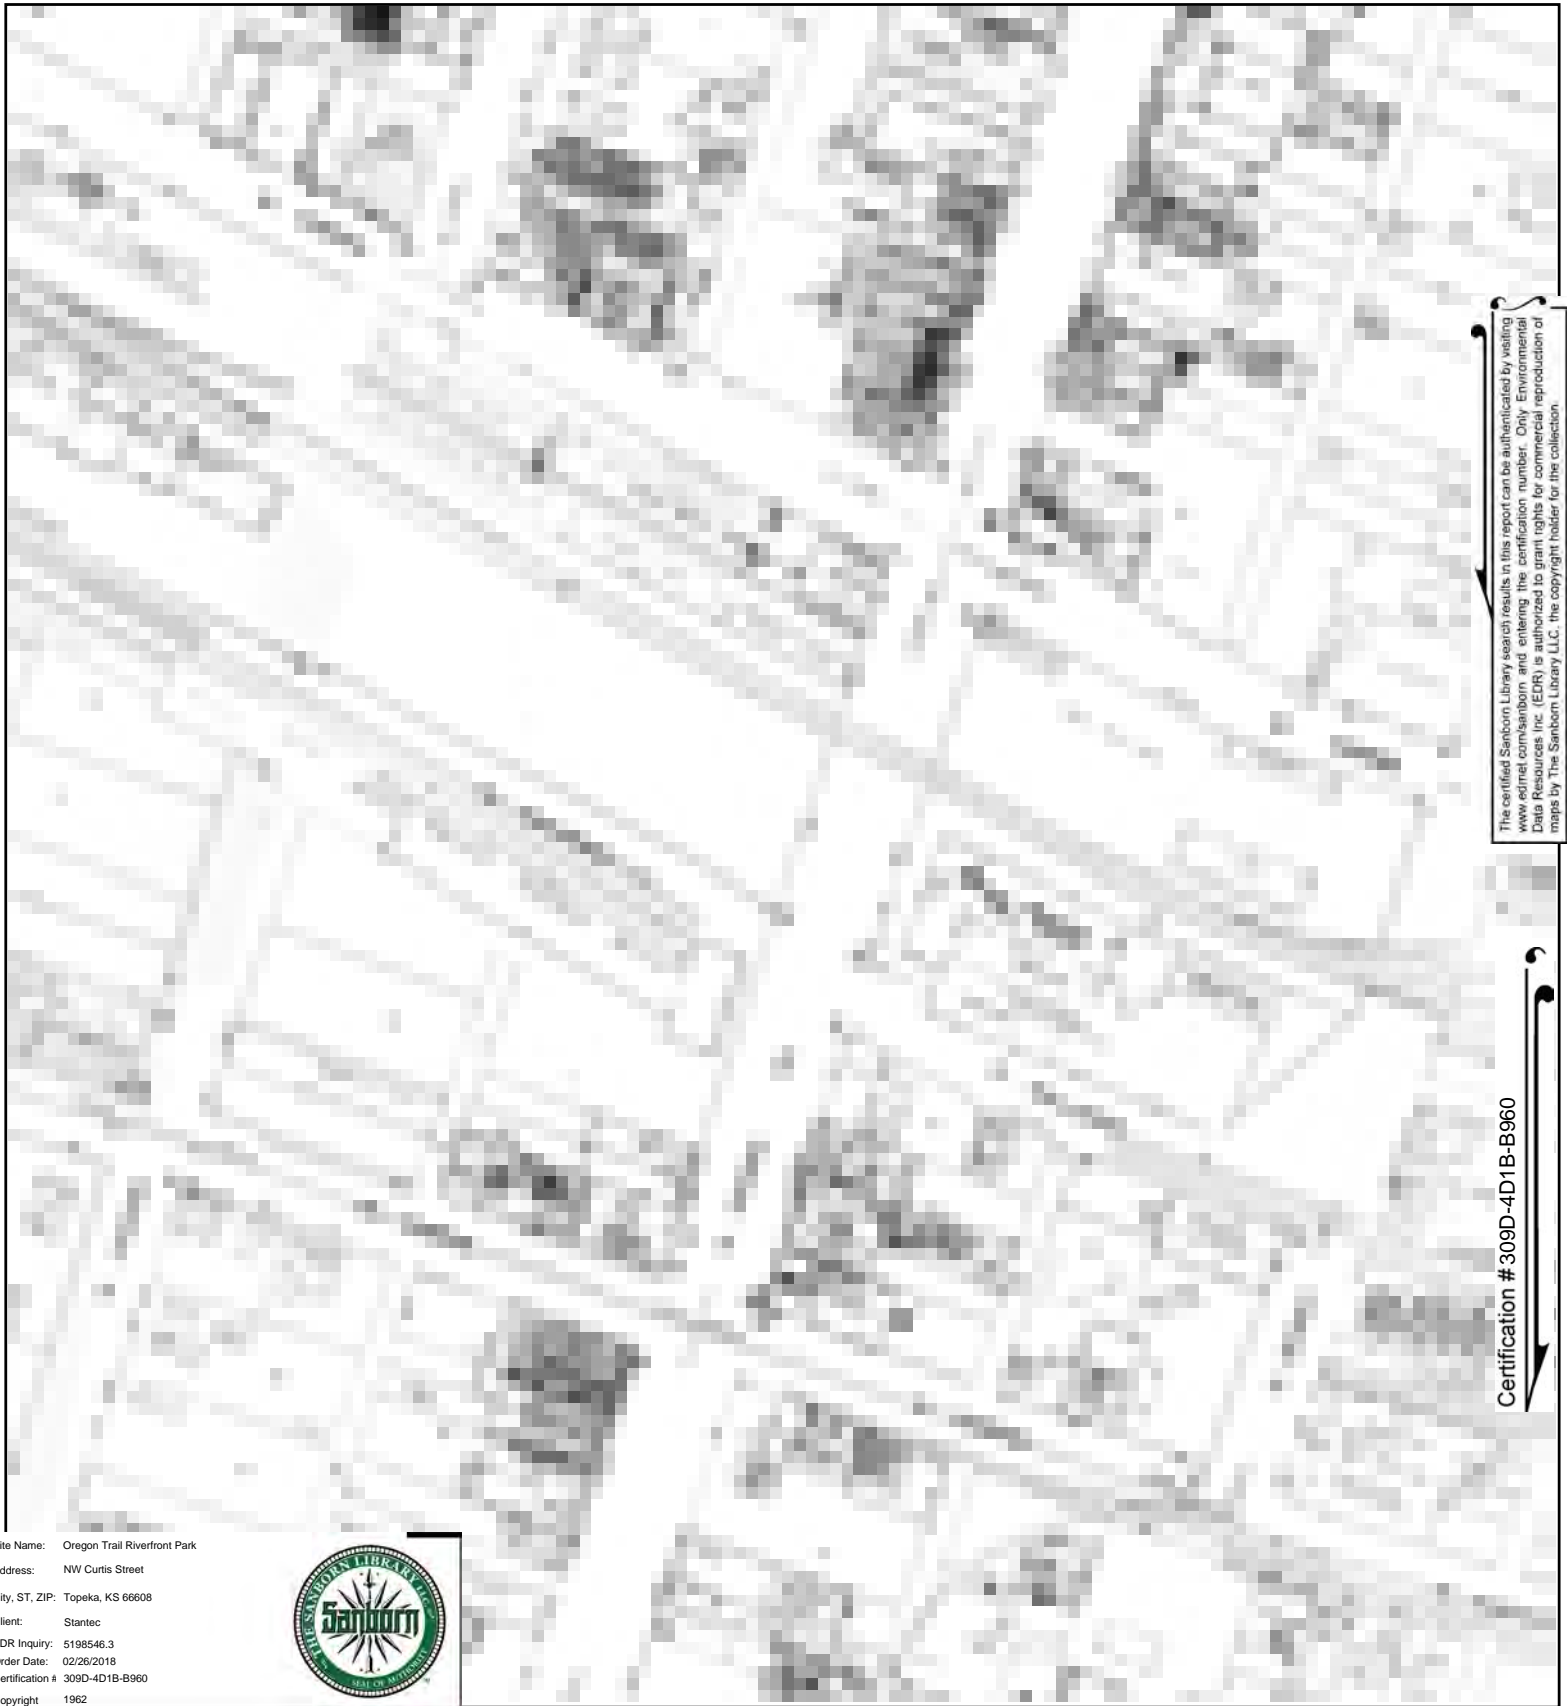 The certified Sanborn Library search results in this report can be authenticated by visiting
www.edrnet.com/sanborn and entering the certification number. Only Environmental
Data Resources Inc. (EDR) is authorized to grant rights for commercial reproduction of
maps by The Sanborn Library LLC, the copyright holder for the collection.
Certification # 309D-4D1B-B960
ite Name: Oregon Trail Riverfront Park
ddress: NW Curtis Street
ity, ST, ZIP: Topeka, KS 66608
lient: Stantec
DR Inquiry: 5198546.3
rder Date: 02/26/2018
ertification # 309D-4D1B-B960
opyright 1962
THE SANBORN LIBRARY LLC
Sanborn
SEAL OF AUTHORITY